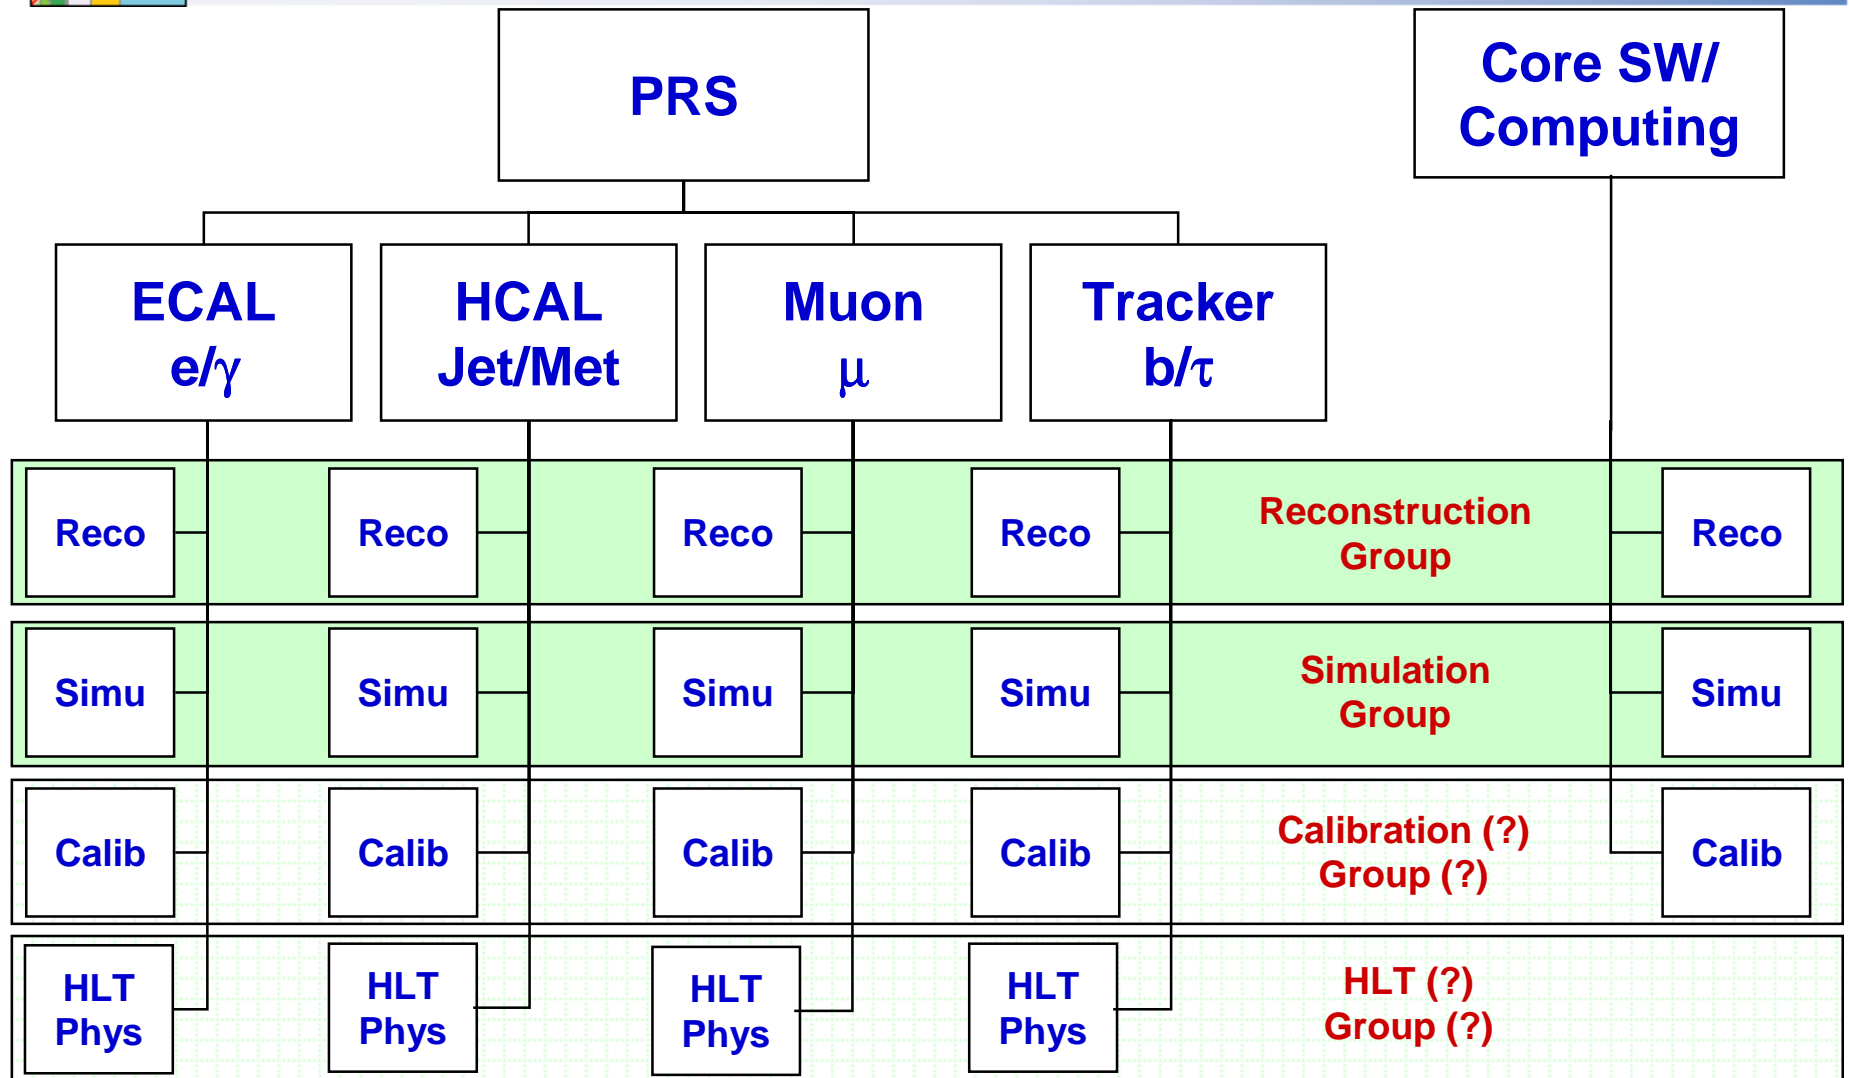 PRS
Core SW/
Computing
ECAL
e/γ
HCAL
Jet/Met
Muon
μ
Tracker
b/τ
Reco
Reco
Reco
Reco
Reconstruction
Group
Reco
Simu
Simu
Simu
Simu
Simulation
Group
Simu
Calib
Calib
Calib
Calib
Calibration (?)
Group (?)
Calib
HLT
Phys
HLT
Phys
HLT
Phys
HLT
Phys
HLT (?)
Group (?)